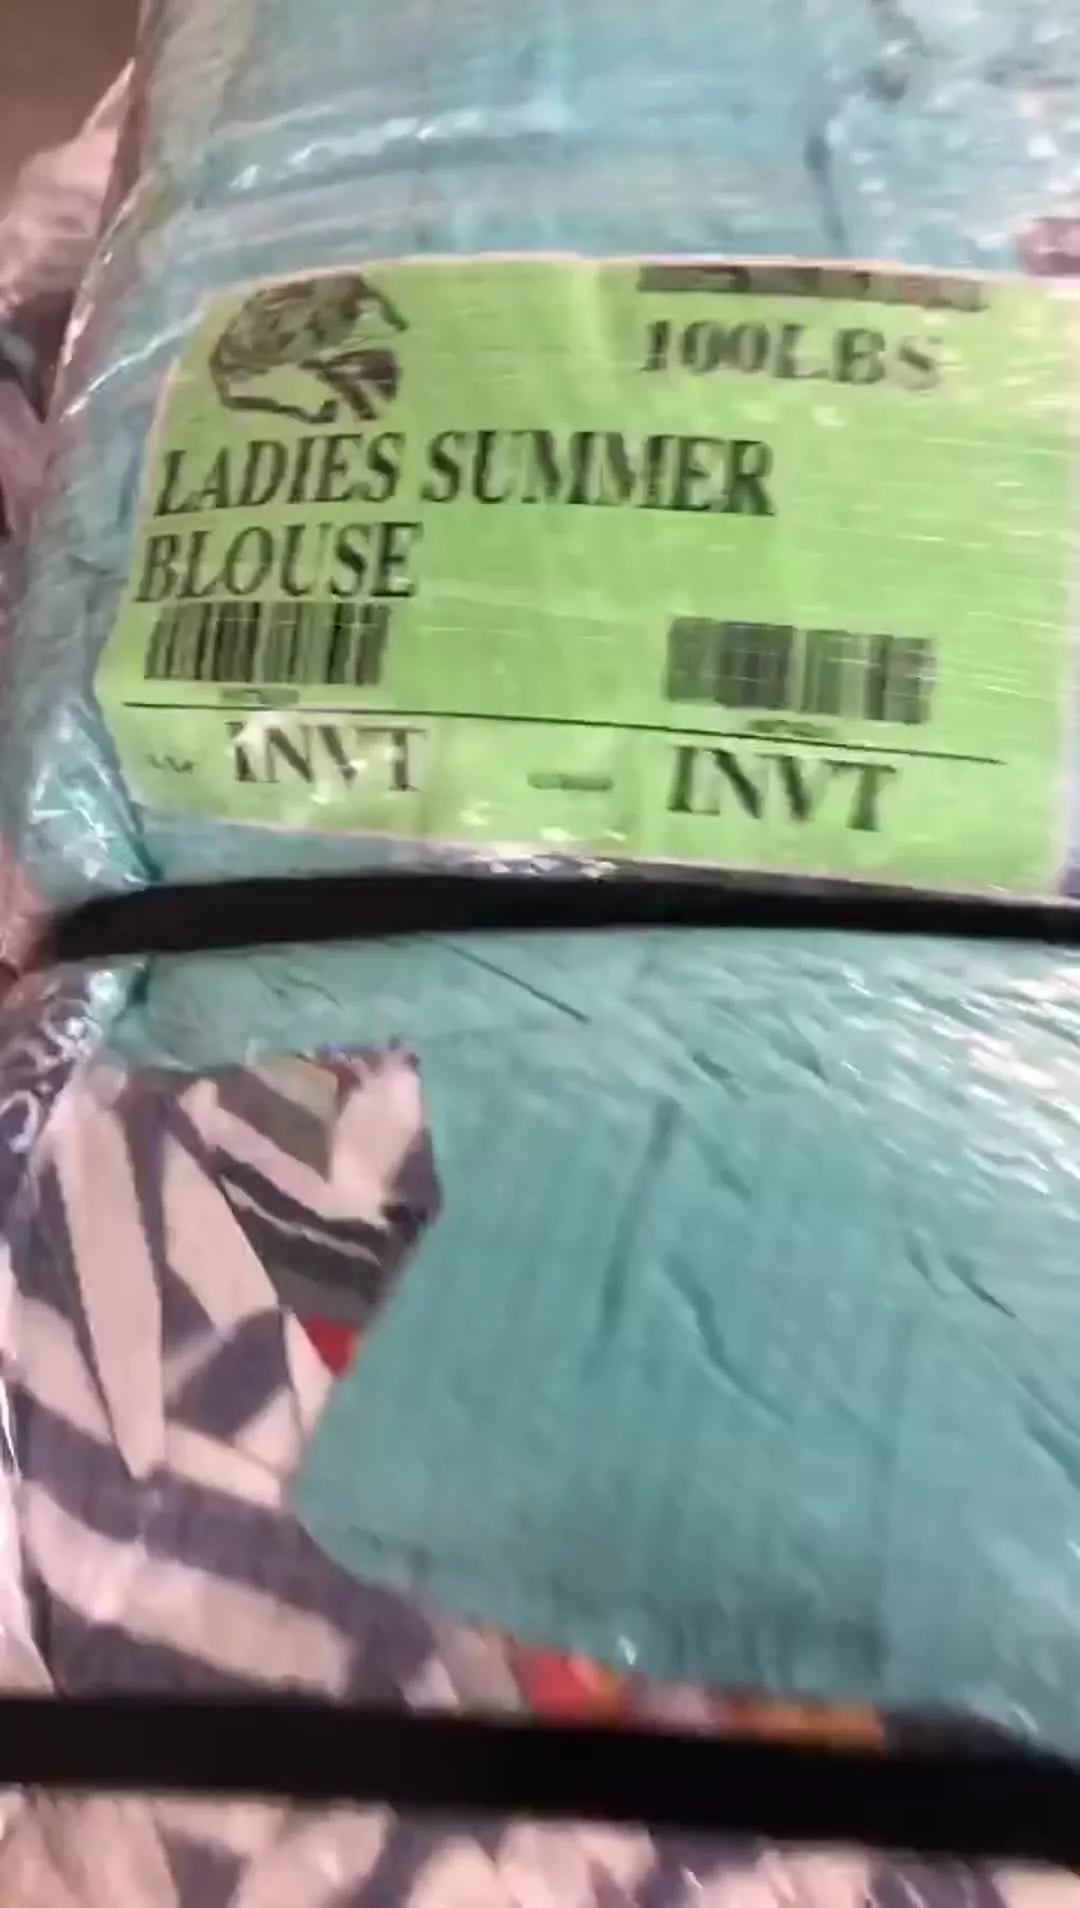 100LBS
LADIES SUMMER
BLOUSE
INVT INVT